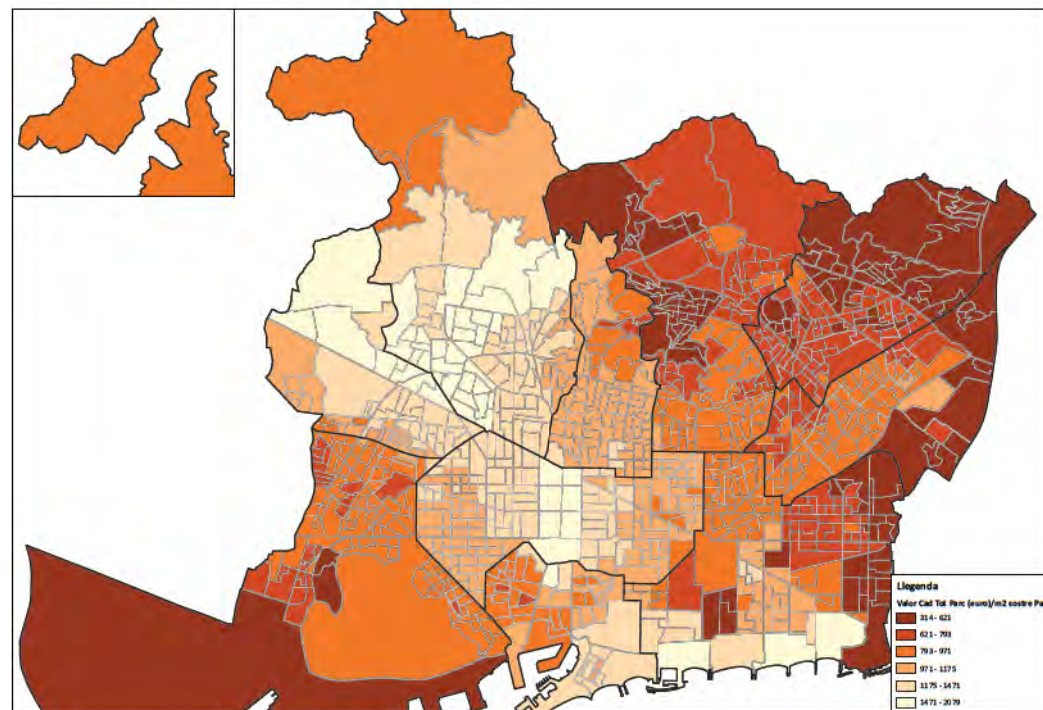 Llegenda
Valor Cad Tot Parc (euro)/m2 sostre Pa
314 - 621
621 - 793
793 - 971
971 - 1175
1175 - 1471
1471 - 2079